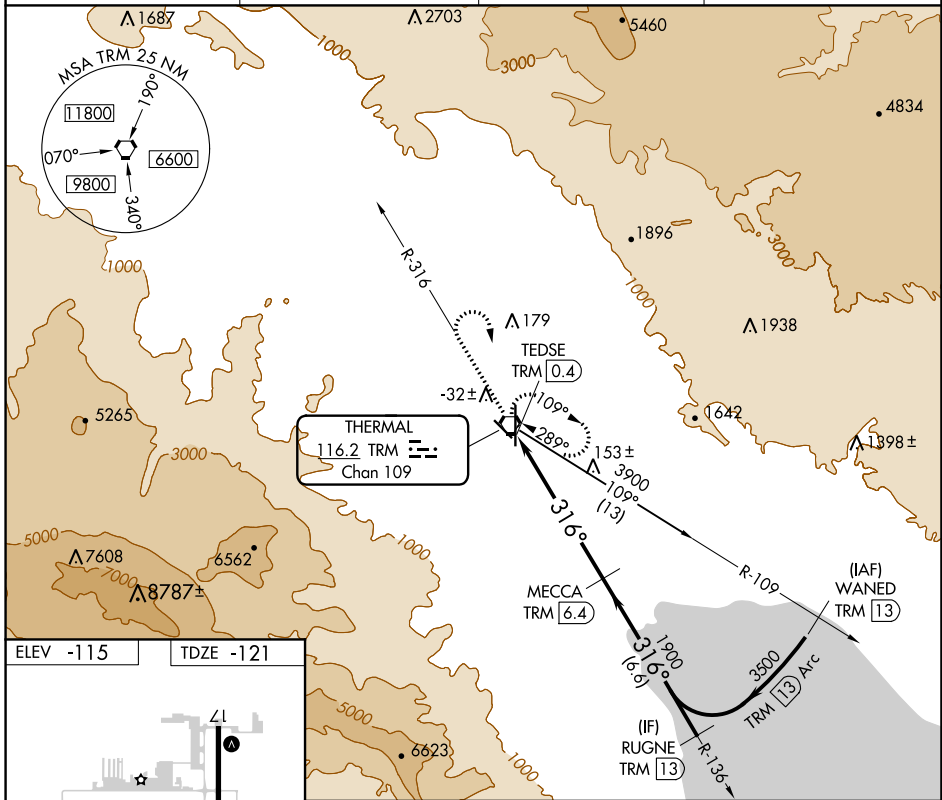 1687
2703
5460
1000
3000
MSA TRM 25 NM
190°
11800
070°
6600
9800
340°
4834
1000
R-316
1896
3000
1000
179
1938
TEDSE
TRM 0.4
-32±
109°
289°
5265
THERMAL
116.2 TRM
Chan 109
1642
1398±
153±
3900
109°
(13)
3000
316°
5000
7608
6562
7000
8787±
1000
MECCA
TRM 6.4
R-109
(IAF)
WANED
TRM 13
ELEV -115
TDZE -121
1900
316°
(6.6)
3500
TRM 13 Arc
17
5000
6623
(IF)
RUGNE
TRM 13
R-136
1000
V